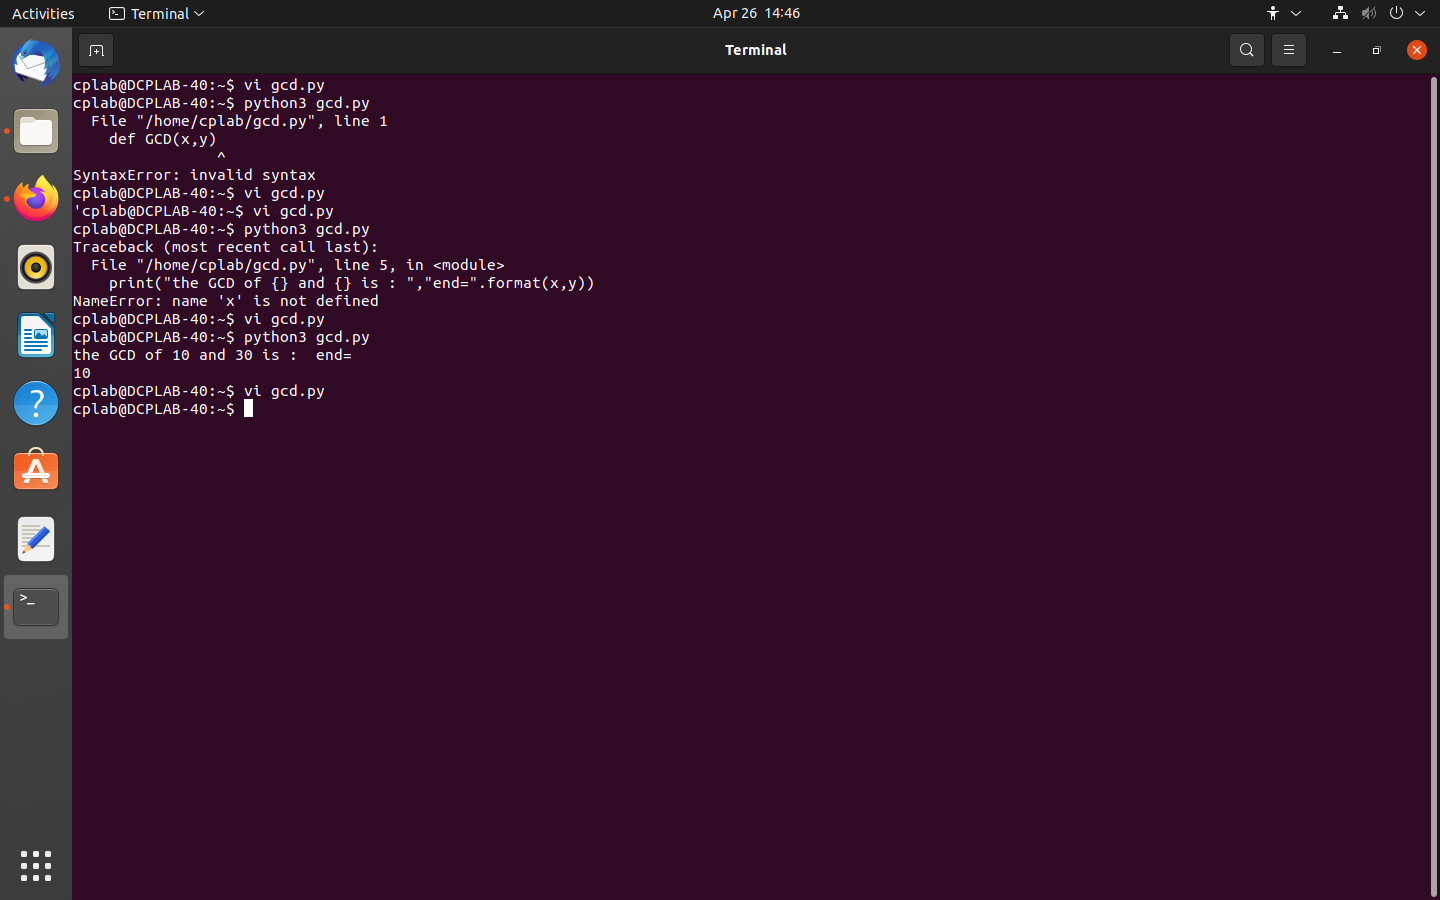 Activities
Terminal
Apr 26 14:46
Terminal
cplab@DCPLAB-40:~$ vi gcd.py
cplab@DCPLAB-40:~$ python3 gcd.py
  File "/home/cplab/gcd.py", line 1
    def GCD(x,y)
                ^
SyntaxError: invalid syntax
cplab@DCPLAB-40:~$ vi gcd.py
'cplab@DCPLAB-40:~$ vi gcd.py
cplab@DCPLAB-40:~$ python3 gcd.py
Traceback (most recent call last):
  File "/home/cplab/gcd.py", line 5, in <module>
    print("the GCD of {} and {} is : ","end=".format(x,y))
NameError: name 'x' is not defined
cplab@DCPLAB-40:~$ vi gcd.py
cplab@DCPLAB-40:~$ python3 gcd.py
the GCD of 10 and 30 is :  end=
10
cplab@DCPLAB-40:~$ vi gcd.py
cplab@DCPLAB-40:~$